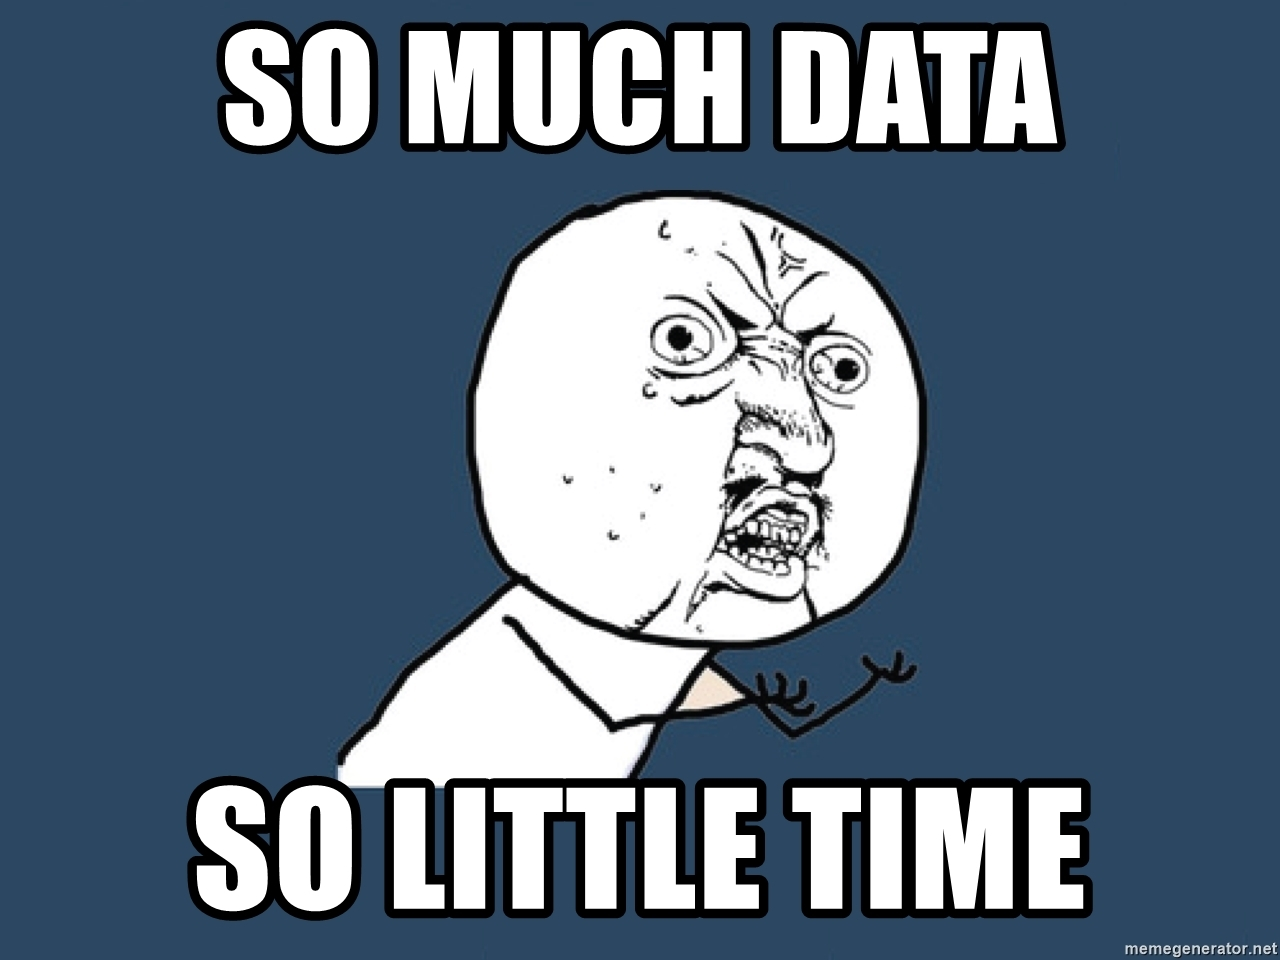 SO MUCH DATA
SO LITTLE TIME
memegenerator.net